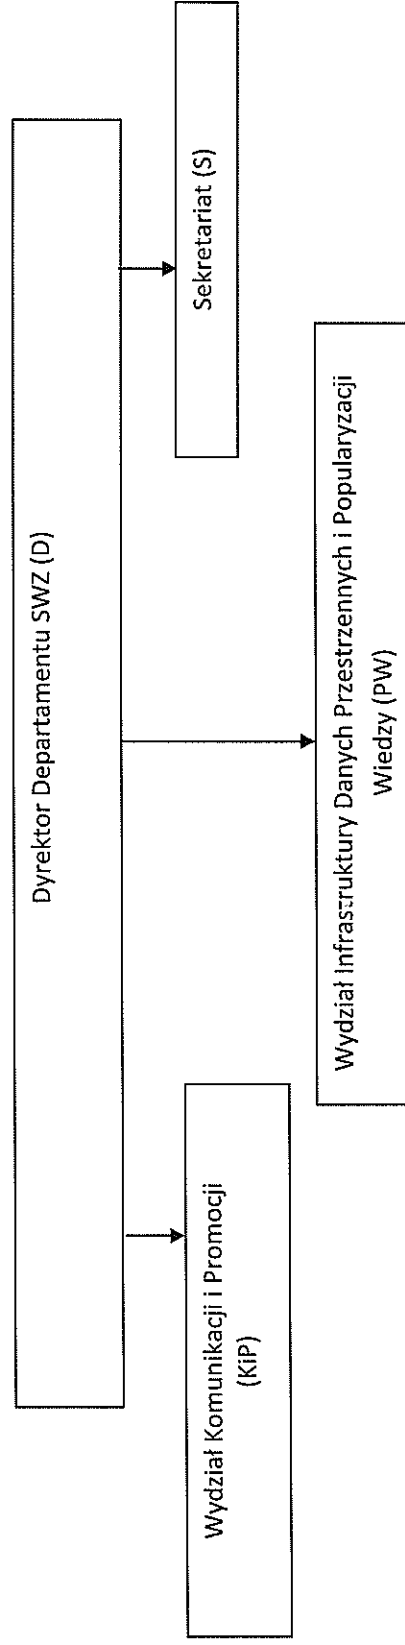 Dyrektor Departamentu SWZ (D)
Sekretariat (S)
Wydział Komunikacji i Promocji
(KiP)
Wydział Infrastruktury Danych Przestrzennych i Popularyzacji
Wiedzy (PW)